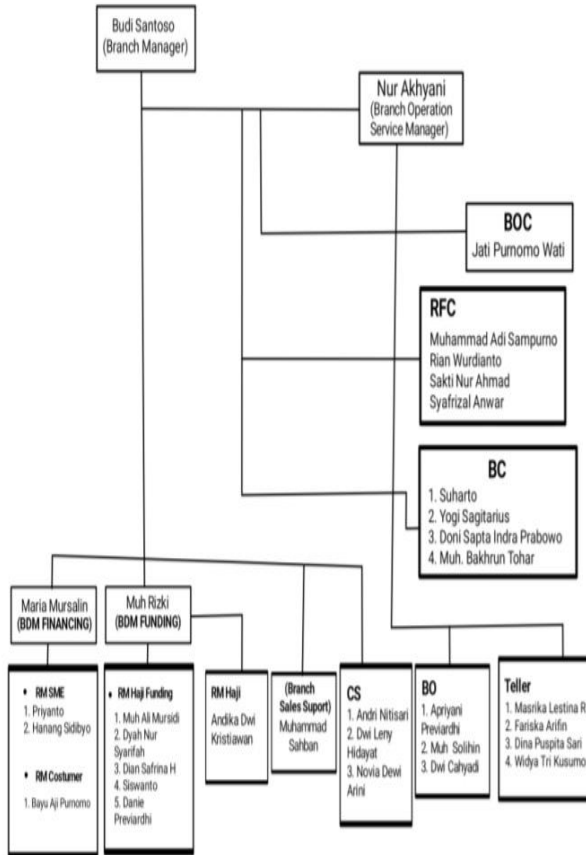 Budi Santoso
(Branch Manager)
Nur Akhyani
(Branch Operation
Service Manager)
BOC
Jati Purnomo Wati
RFC
Muhammad Adi Sampurno
Rian Wurdianto
Sakti Nur Ahmad
Syafrizal Anwar
BC
1. Suharto
2. Yogi Sagitarius
3. Doni Sapta Indra Prabowo
4. Muh. Bakhrun Tohar
Maria Mursalin
(BDM FINANCING)
Muh Rizki
(BDM FUNDING)
• RM SME
1. Priyanto
2. Hanang Sidibyo
• RM Costumer
1. Bayu Aji Purnomo
• RM Haji Funding
1. Muh Ali Mursidi
2. Dyah Nur
Syarifah
3. Dian Safrina H
4. Siswanto
5. Danie
Previardhi
RM Haji
Andika Dwi
Kristiawan
(Branch
Sales Suport)
Muhammad
Sahban
CS
1. Andri Nitisari
2. Dwi Leny
Hidayat
3. Novia Dewi
Arini
BO
1. Apriyani
Previardhi
2. Muh Solihin
3. Dwi Cahyadi
Teller
1. Masrika Lestina R
2. Fariska Arifin
3. Dina Puspita Sari
4. Widya Tri Kusumo